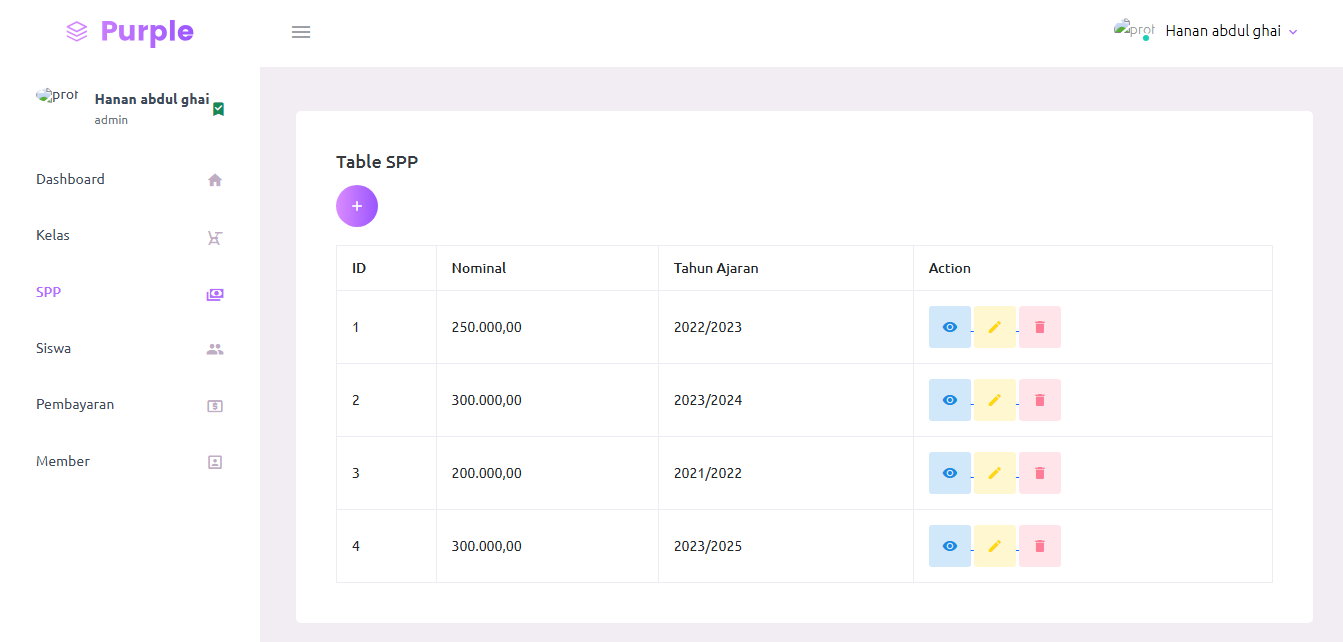 Purple
prof
Hanan abdul ghai
prof
Hanan abdul ghai
admin
Dashboard
Kelas
SPP
Siswa
Pembayaran
Member
Table SPP
+
ID Nominal Tahun Ajaran Action
1 250.000,00 2022/2023
2 300.000,00 2023/2024
3 200.000,00 2021/2022
4 300.000,00 2023/2025